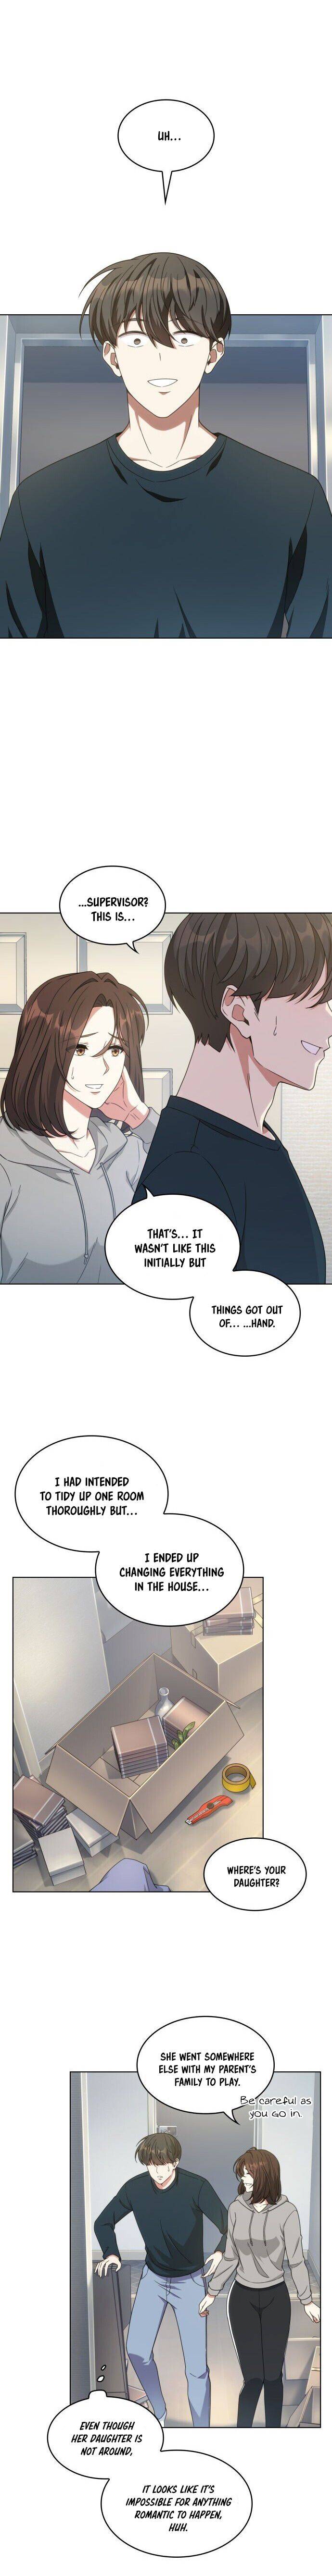 UH...
...SUPERVISOR?
THIS IS...
THAT'S... IT
WASN'T LIKE THIS
INITIALLY BUT
THINGS GOT OUT
OF... ...HAND.
I HAD INTENDED
TO TIDY UP ONE ROOM
THOROUGHLY BUT...
I ENDED UP
CHANGING EVERYTHING
IN THE HOUSE...
WHERE'S YOUR
DAUGHTER?
SHE WENT SOMEWHERE
ELSE WITH MY PARENT'S
FAMILY TO PLAY.
Be careful as
you go in.
EVEN THOUGH
HER DAUGHTER IS
NOT AROUND,
IT LOOKS LIKE IT'S
IMPOSSIBLE FOR ANYTHING
ROMANTIC TO HAPPEN,
HUH.